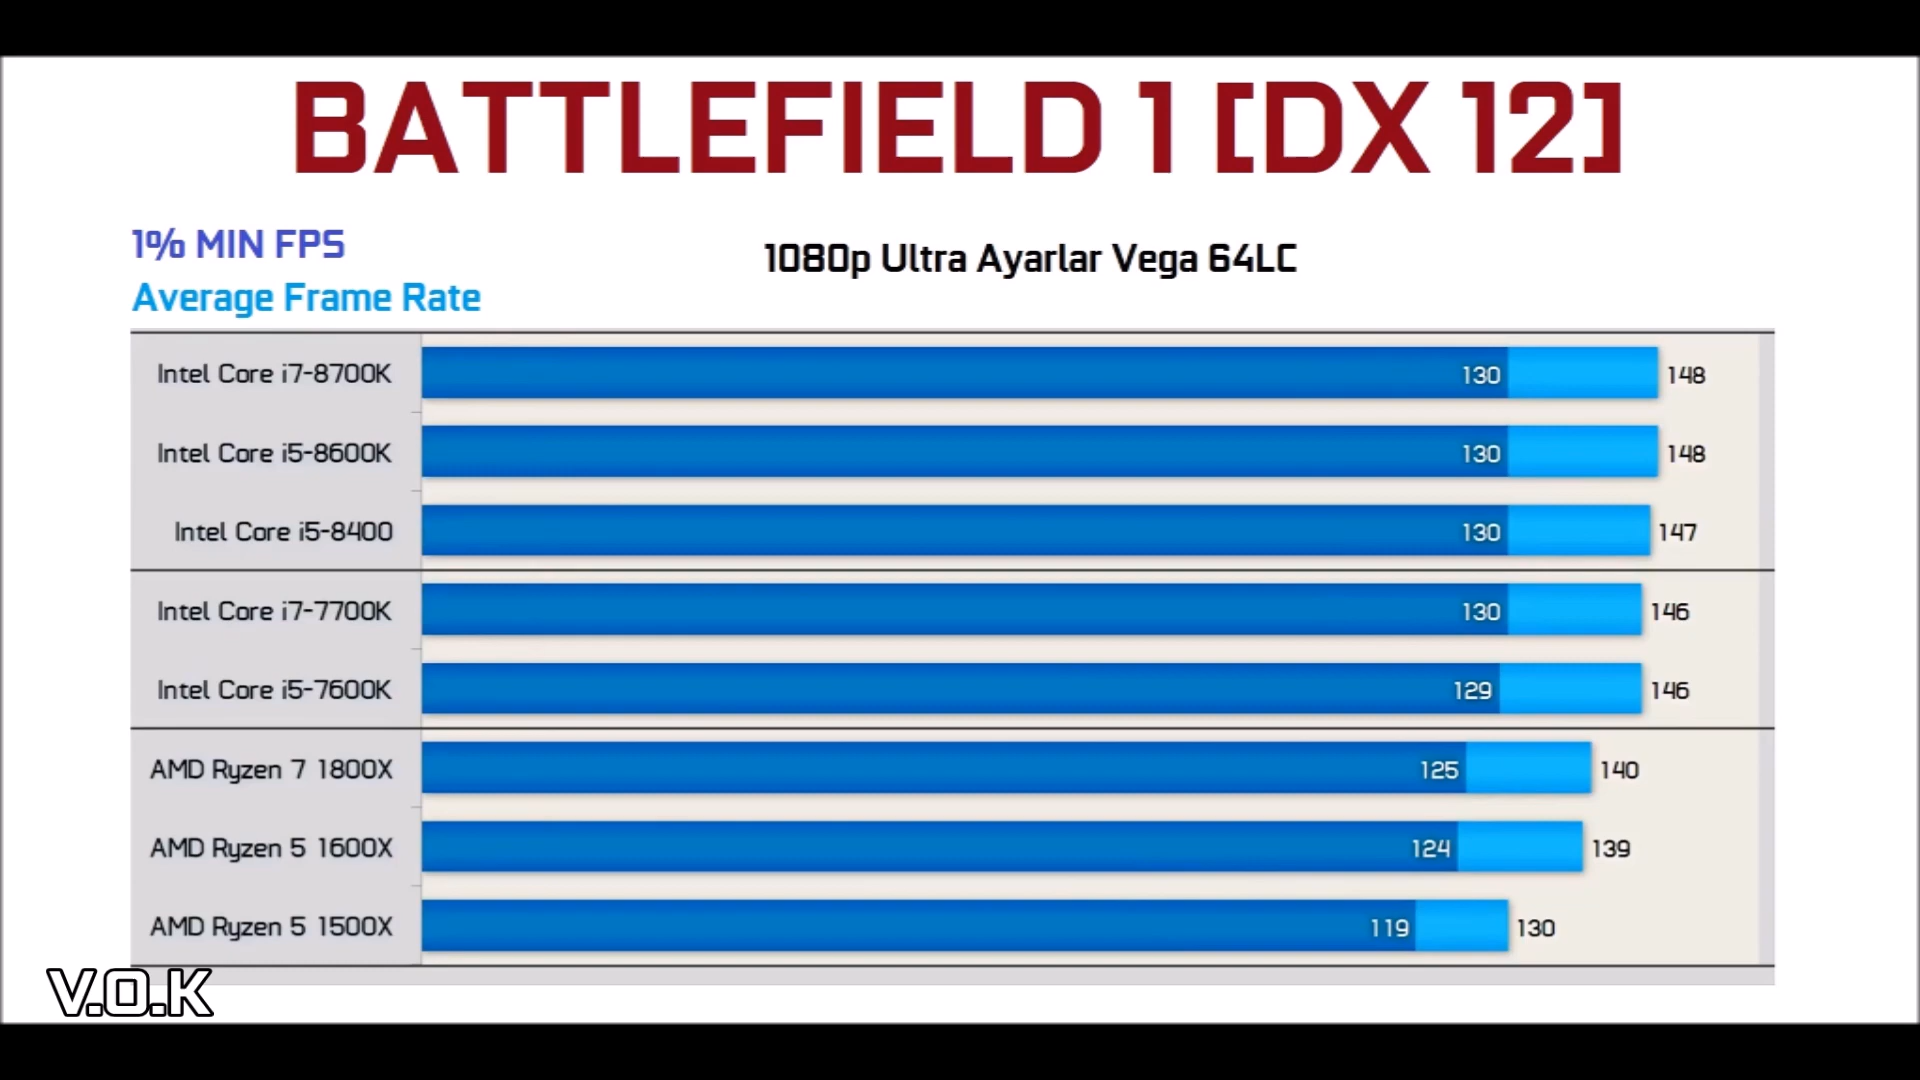 BATTLEFIELD 1 [DX 12]
1% MIN FPS
1080p Ultra Ayarlar Vega 64LC
Average Frame Rate
Intel Core i7-8700K 130 148
Intel Core i5-8600K 130 148
Intel Core i5-8400 130 147
Intel Core i7-7700K 130 146
Intel Core i5-7600K 129 146
AMD Ryzen 7 1800X 125 140
AMD Ryzen 5 1600X 124 139
AMD Ryzen 5 1500X 119 130
V.O.K